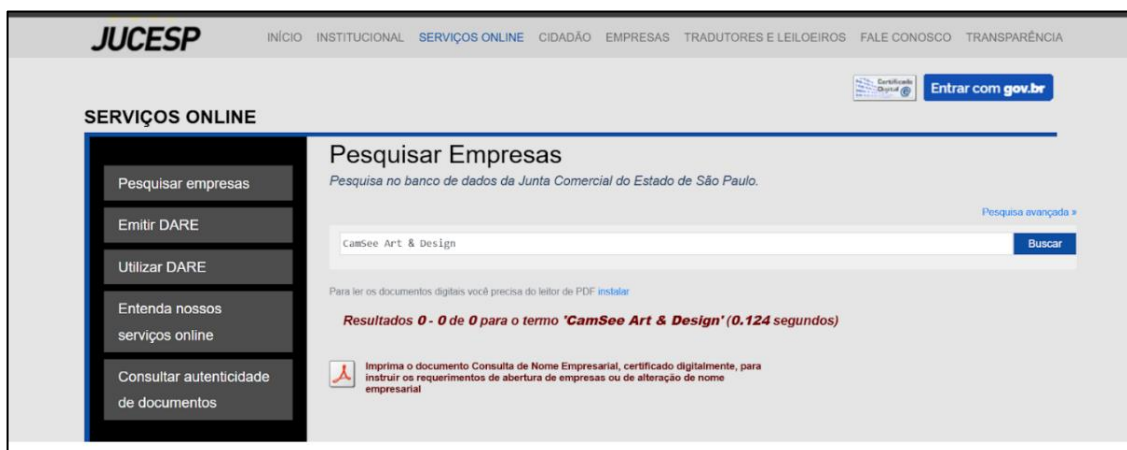 JUCESP
INÍCIO INSTITUCIONAL SERVIÇOS ONLINE CIDADÃO EMPRESAS TRADUTORES E LEILOEIROS FALE CONOSCO TRANSPARÊNCIA
Certificado
Digital
Entrar com gov.br
SERVIÇOS ONLINE
Pesquisar empresas
Emitir DARE
Utilizar DARE
Entenda nossos
serviços online
Consultar autenticidade
de documentos
Pesquisar Empresas
Pesquisa no banco de dados da Junta Comercial do Estado de São Paulo.
Pesquisa avançada »
CamSee Art & Design
Buscar
Para ler os documentos digitais você precisa do leitor de PDF instalar
Resultados 0 - 0 de 0 para o termo 'CamSee Art & Design' (0.124 segundos)
Imprima o documento Consulta de Nome Empresarial, certificado digitalmente, para
instruir os requerimentos de abertura de empresas ou de alteração de nome
empresarial